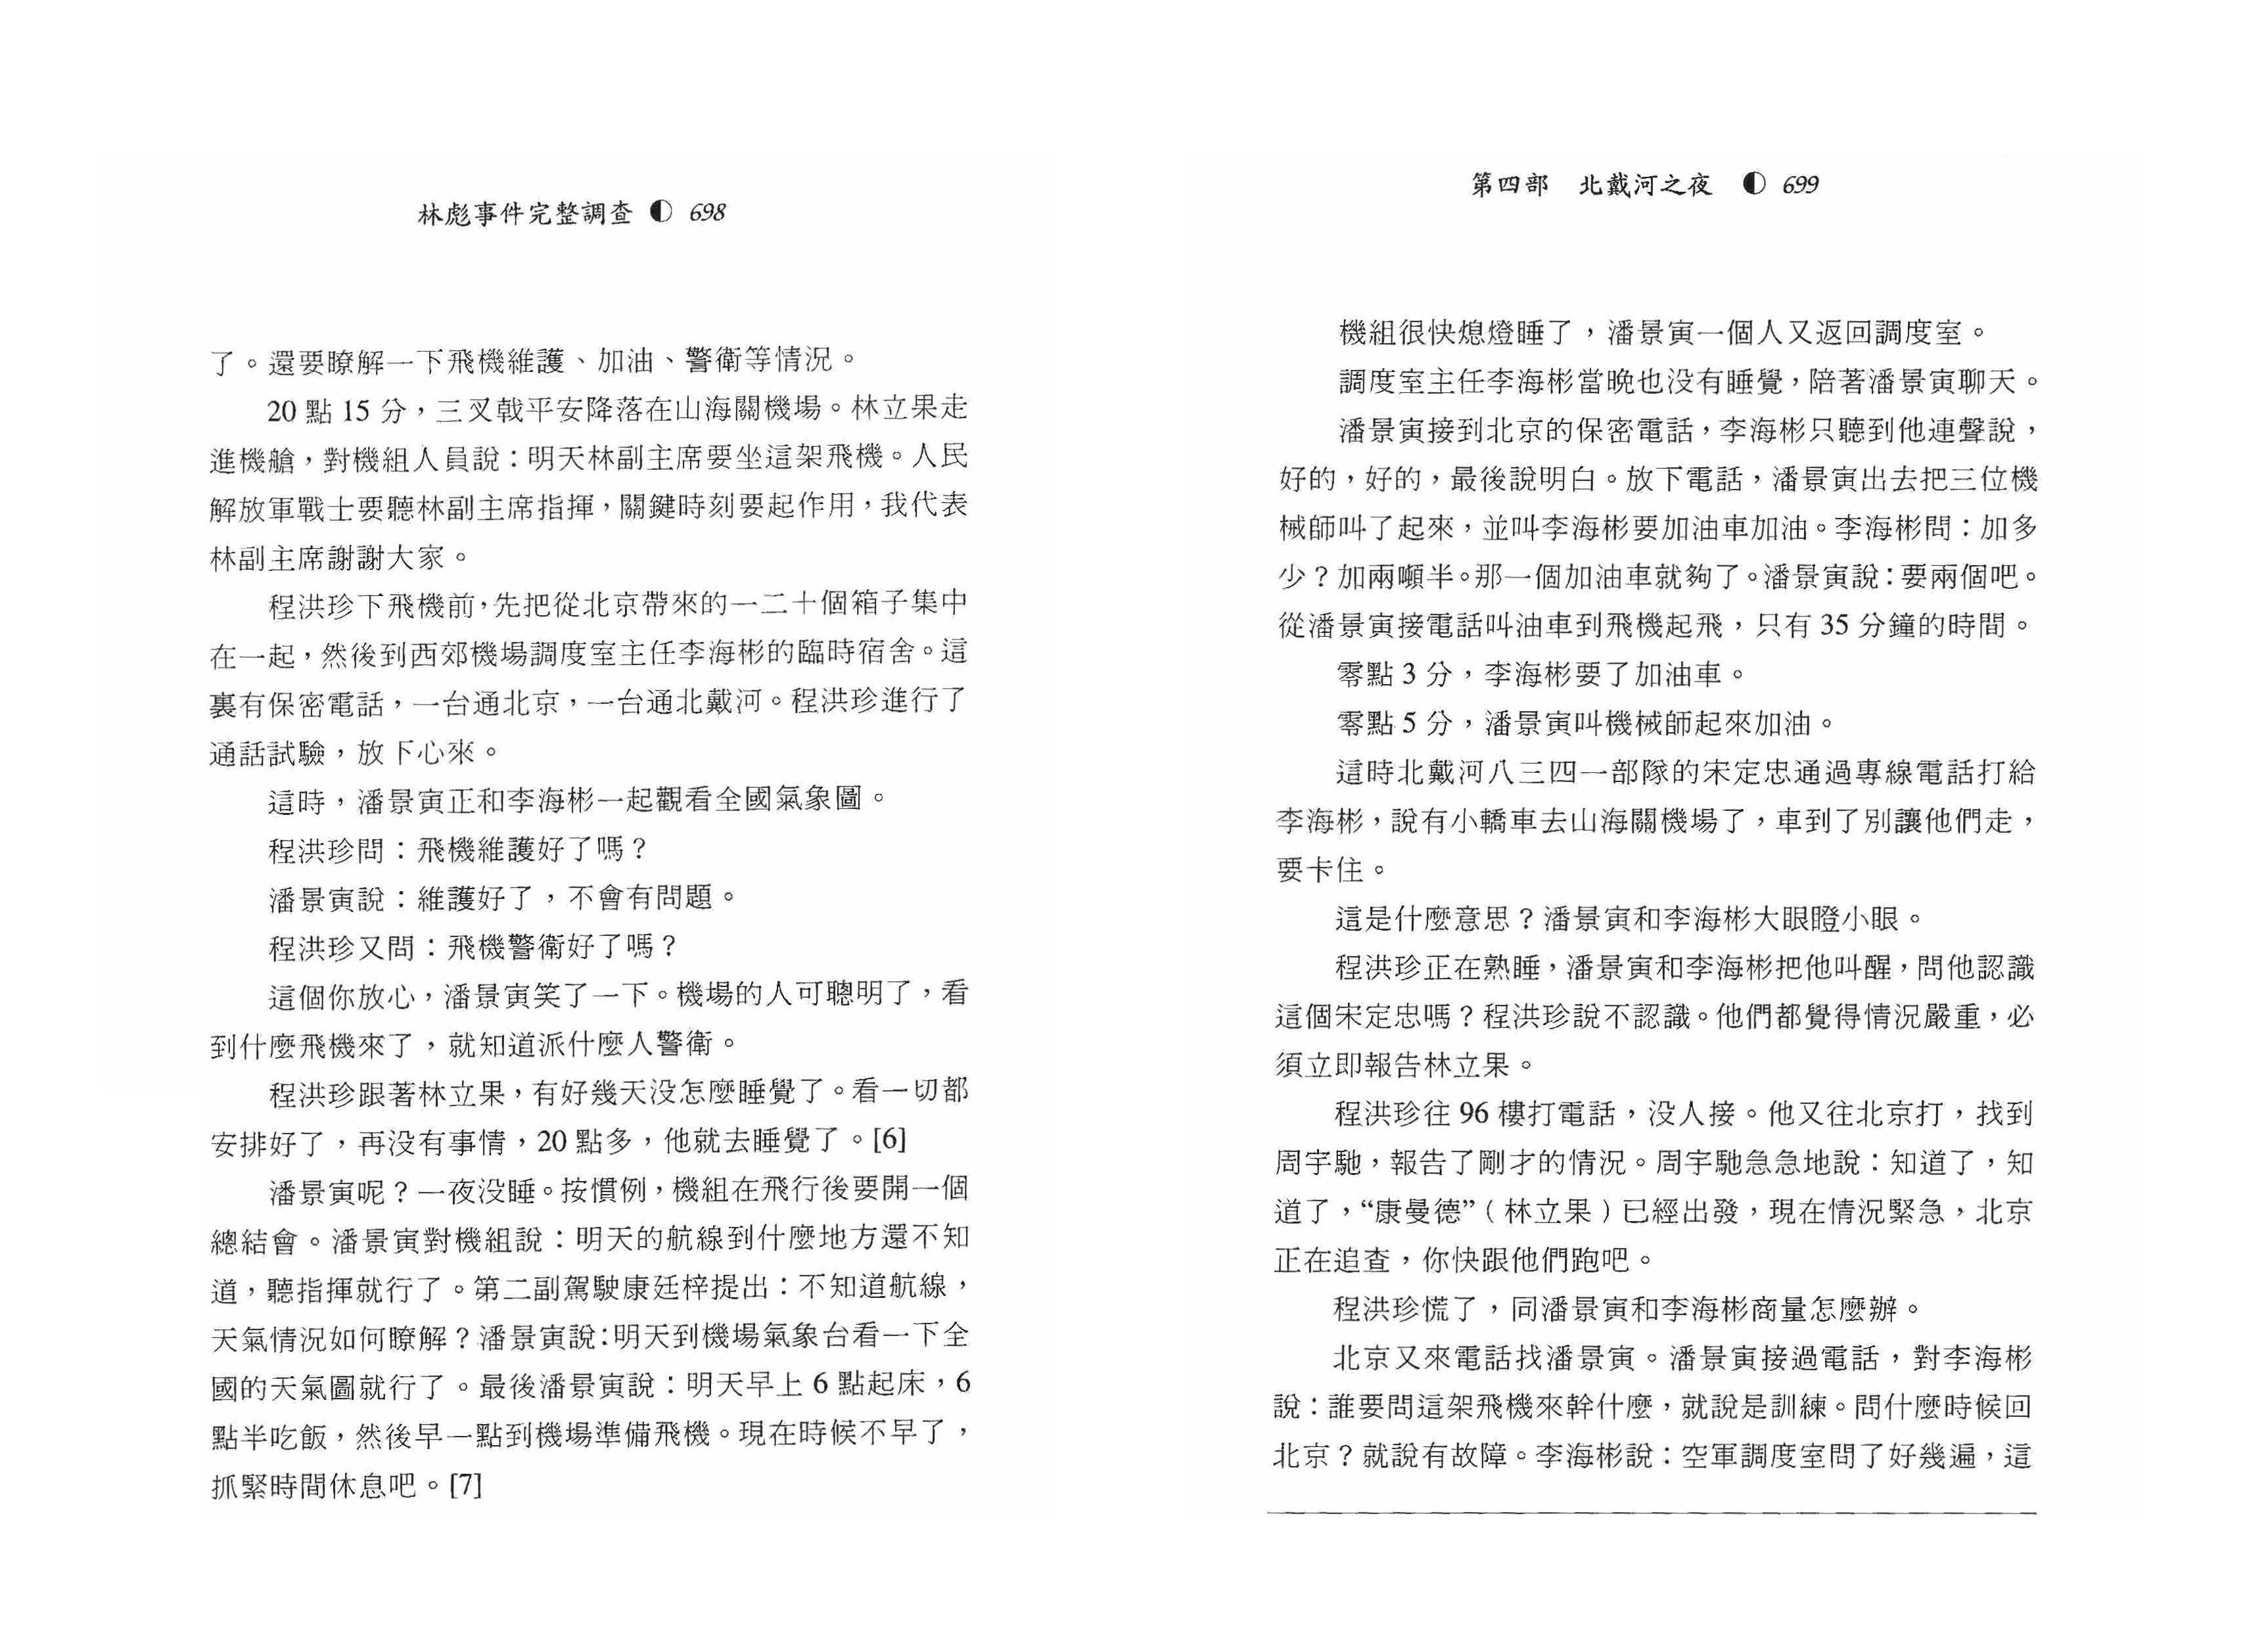 林彪事件完整調查 ◐ 698
了。還要瞭解一下飛機維護、加油、警衛等情況。
20 點 15 分，三叉戟平安降落在山海關機場。林立果走
進機艙，對機組人員說：明天林副主席要坐這架飛機。人民
解放軍戰士要聽林副主席指揮，關鍵時刻要起作用，我代表
林副主席謝謝大家。
程洪珍下飛機前，先把從北京帶來的一二十個箱子集中
在一起，然後到西郊機場調度室主任李海彬的臨時宿舍。這
裏有保密電話，一台通北京，一台通北戴河。程洪珍進行了
通話試驗，放下心來。
這時，潘景寅正和李海彬一起觀看全國氣象圖。
程洪珍問：飛機維護好了嗎？
潘景寅說：維護好了，不會有問題。
程洪珍又問：飛機警衛好了嗎？
這個你放心，潘景寅笑了一下。機場的人可聰明了，看
到什麼飛機來了，就知道派什麼人警衛。
程洪珍跟著林立果，有好幾天没怎麼睡覺了。看一切都
安排好了，再没有事情，20 點多，他就去睡覺了。[6]
潘景寅呢？一夜没睡。按慣例，機組在飛行後要開一個
總結會。潘景寅對機組說：明天的航線到什麼地方還不知
道，聽指揮就行了。第二副駕駛康廷梓提出：不知道航線，
天氣情況如何瞭解？潘景寅說：明天到機場氣象台看一下全
國的天氣圖就行了。最後潘景寅說：明天早上 6 點起床，6
點半吃飯，然後早一點到機場準備飛機。現在時候不早了，
抓緊時間休息吧。[7]
第四部　北戴河之夜 ◐ 699
機組很快熄燈睡了，潘景寅一個人又返回調度室。
調度室主任李海彬當晚也没有睡覺，陪著潘景寅聊天。
潘景寅接到北京的保密電話，李海彬只聽到他連聲說，
好的，好的，最後說明白。放下電話，潘景寅出去把三位機
械師叫了起來，並叫李海彬要加油車加油。李海彬問：加多
少？加兩噸半。那一個加油車就夠了。潘景寅說：要兩個吧。
從潘景寅接電話叫油車到飛機起飛，只有 35 分鐘的時間。
零點 3 分，李海彬要了加油車。
零點 5 分，潘景寅叫機械師起來加油。
這時北戴河八三四一部隊的宋定忠通過專線電話打給
李海彬，說有小轎車去山海關機場了，車到了別讓他們走，
要卡住。
這是什麼意思？潘景寅和李海彬大眼瞪小眼。
程洪珍正在熟睡，潘景寅和李海彬把他叫醒，問他認識
這個宋定忠嗎？程洪珍說不認識。他們都覺得情況嚴重，必
須立即報告林立果。
程洪珍往 96 樓打電話，没人接。他又往北京打，找到
周宇馳，報告了剛才的情況。周宇馳急急地說：知道了，知
道了，“康曼德”（林立果）已經出發，現在情況緊急，北京
正在追查，你快跟他們跑吧。
程洪珍慌了，同潘景寅和李海彬商量怎麼辦。
北京又來電話找潘景寅。潘景寅接過電話，對李海彬
說：誰要問這架飛機來幹什麼，就說是訓練。問什麼時候回
北京？就說有故障。李海彬說：空軍調度室問了好幾遍，這